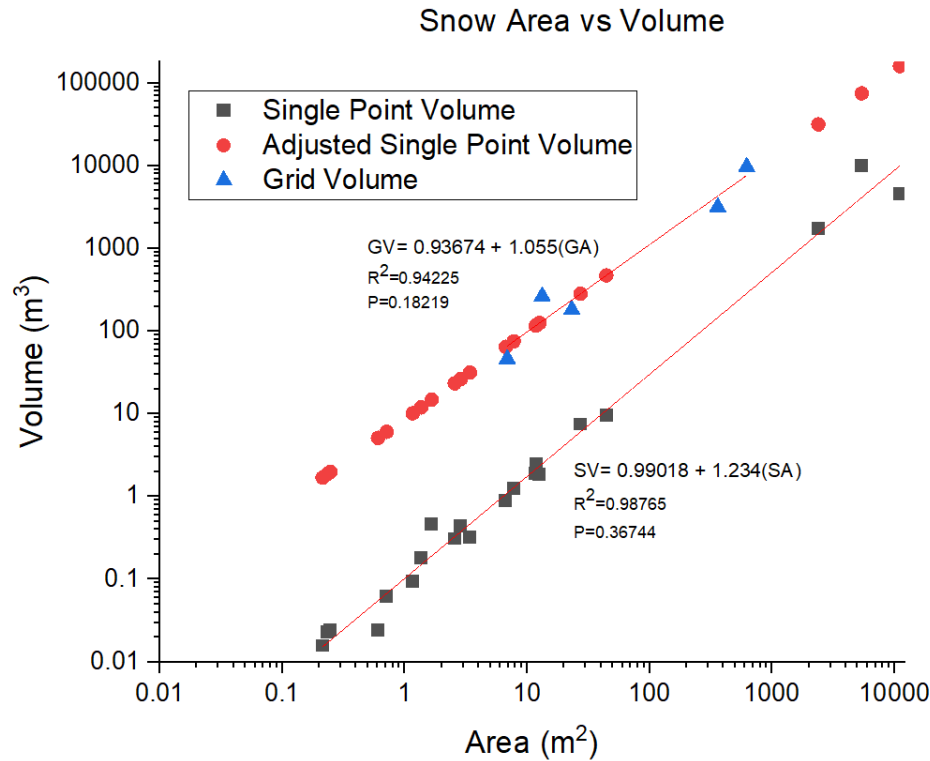 Snow Area vs Volume
Single Point Volume
Adjusted Single Point Volume
Grid Volume
GV= 0.93674 + 1.055(GA)
R²=0.94225
P=0.18219
SV= 0.99018 + 1.234(SA)
R²=0.98765
P=0.36744
Volume (m³)
100000
10000
1000
100
10
1
0.1
0.01
0.01
0.1
1
10
100
1000
10000
Area (m²)